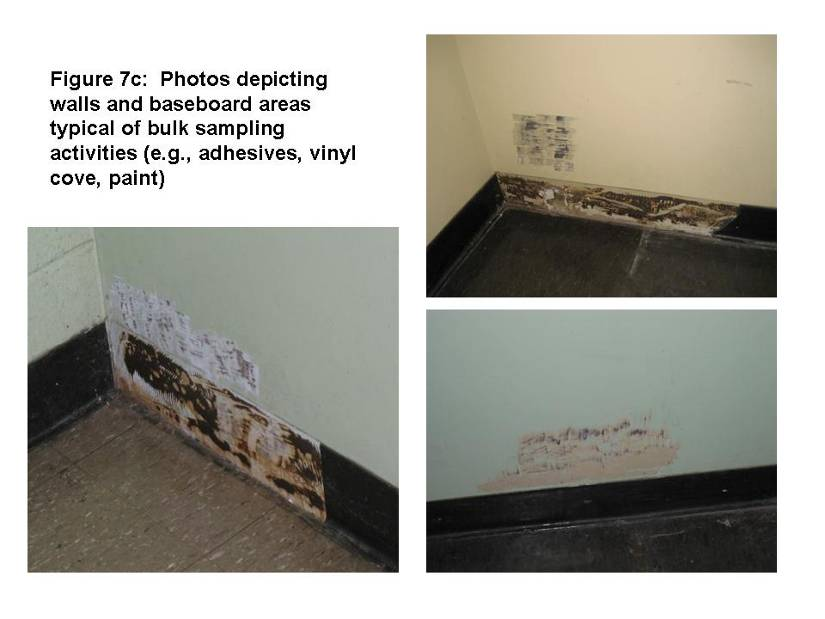 Figure 7c:  Photos depicting
walls and baseboard areas
typical of bulk sampling
activities (e.g., adhesives, vinyl
cove, paint)